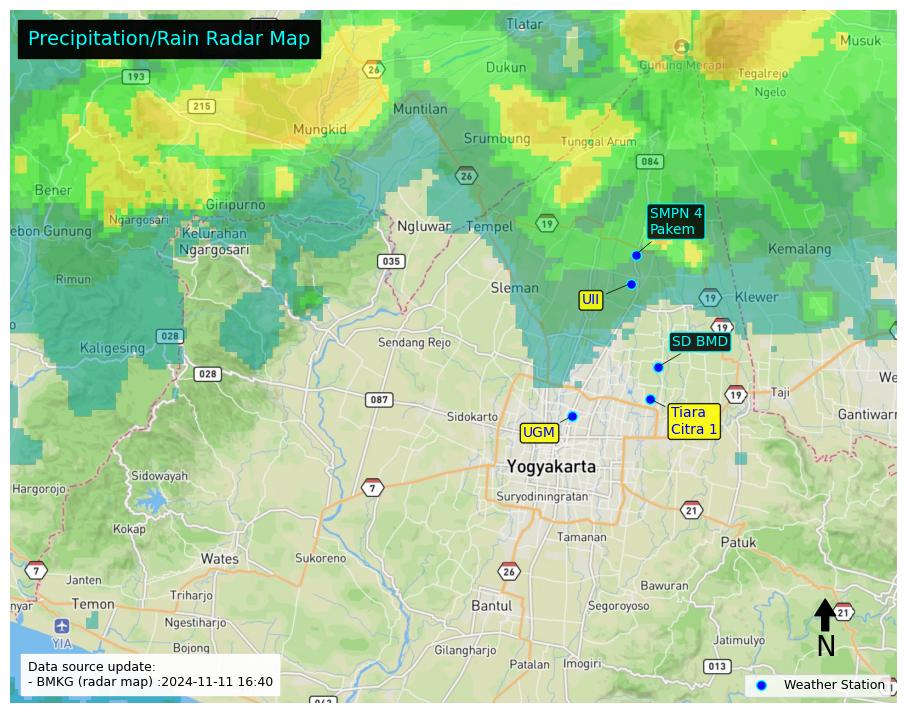 Precipitation/Rain Radar Map
Tlatar
Musuk
26
193
Dukun
Gunung Merapi
Tegalrejo
Ngelo
215
Muntilan
Mungkid
Srumbung
Tunggal Arum
084
26
Bener
Giripurno
Ngargosari
SMPN 4
Pakem
ebon Gunung
Kelurahan
Ngargosari
Ngluwar
Tempel
19
Kemalang
035
Rimun
Sleman
UII
19
Klewer
19
028
SD BMD
Kaligesing
Sendang Rejo
028
We
Taji
087
19
Sidokarto
Tiara
Citra 1
Gantiwarn
UGM
Yogyakarta
Sidowayah
Hargorojo
7
Suryodiningratan
21
Kokap
Tamanan
Patuk
Wates
Sukoreno
7
26
Janten
Bawuran
Triharjo
nyar
Temon
Bantul
Segoroyoso
21
Ngestiharjo
YIA
Jatimulyo
Bojong
Gilangharjo
N
Data source update:
- BMKG (radar map) :2024-11-11 16:40
Patalan
Imogiri
013
Weather Station